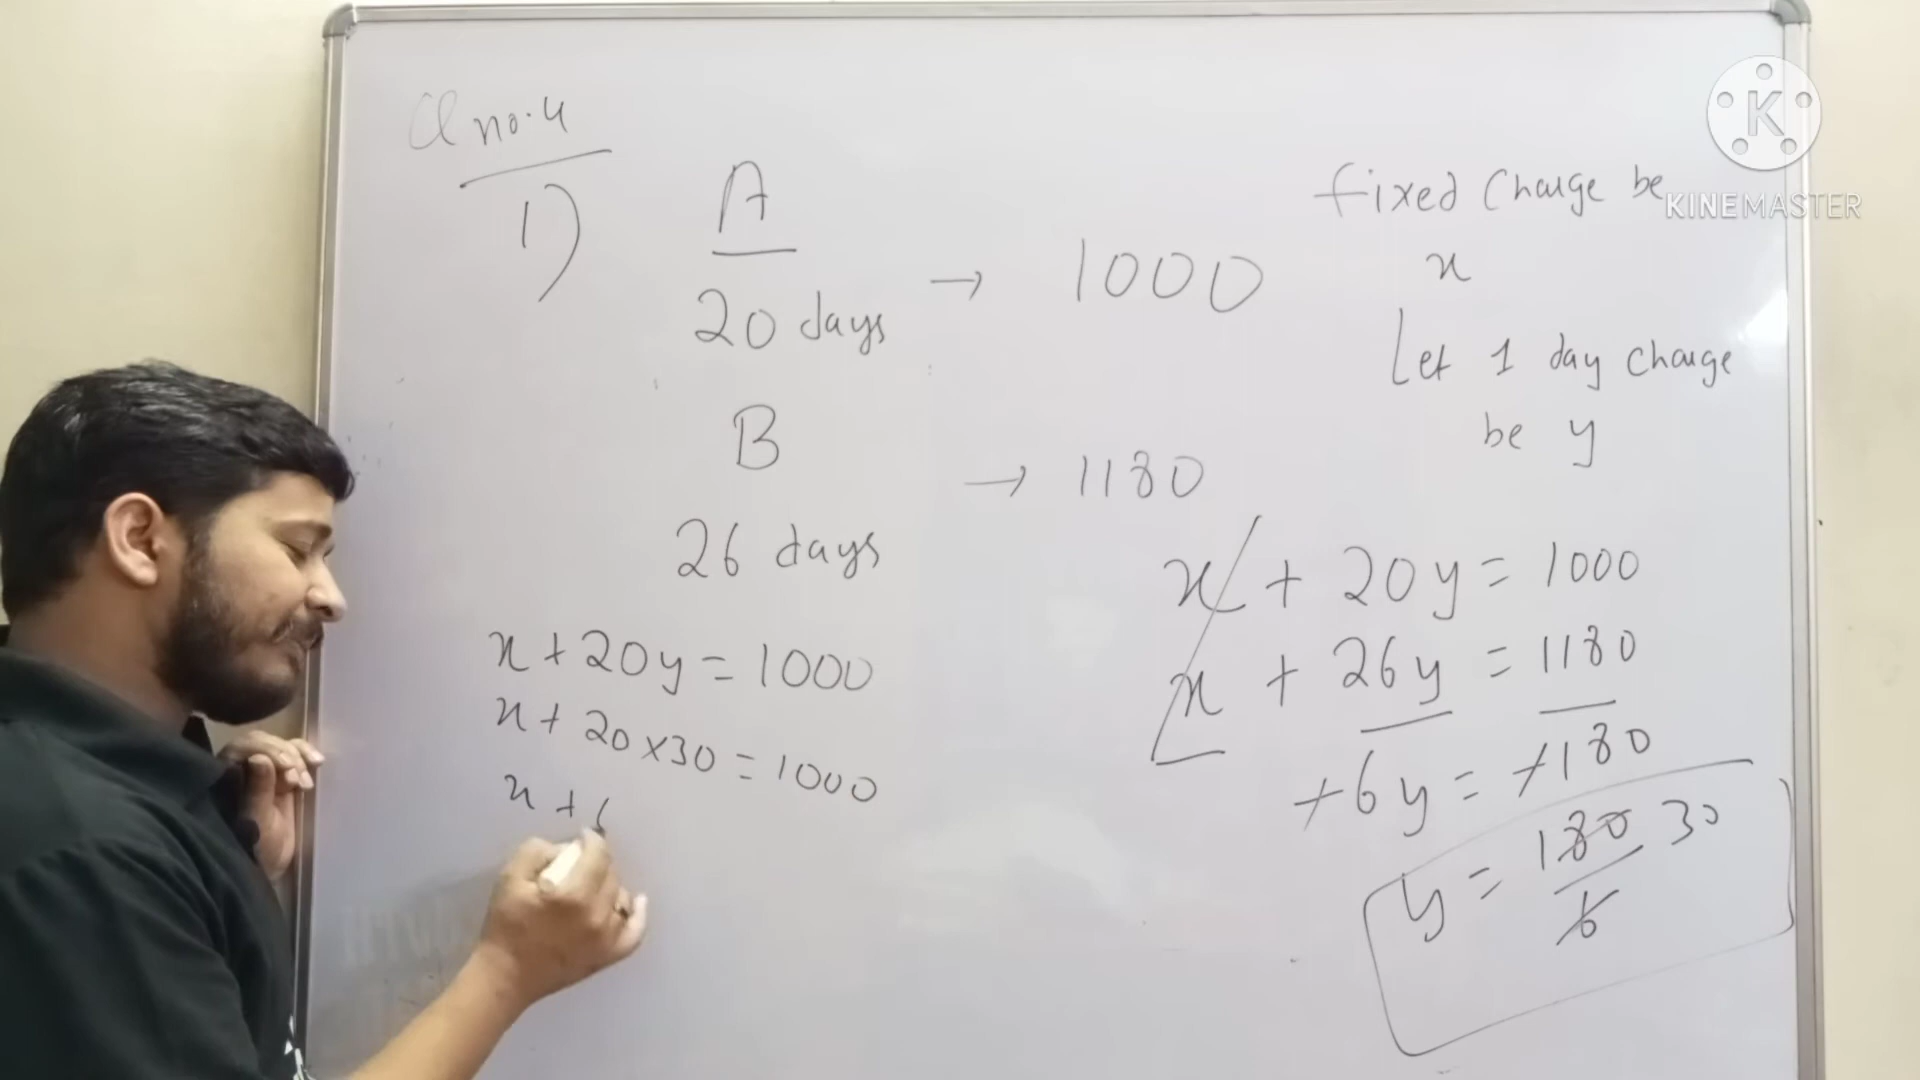 Q no. 4
1)
A
20 days → 1000
B
→ 1180
26 days
x + 20y = 1000
x + 20 × 30 = 1000
x + 6
fixed Charge be
x
Let 1 day Charge
be y
x + 20y = 1000
x + 26y = 1180
+6y = +180
y = 180/6 30
K
KINEMASTER